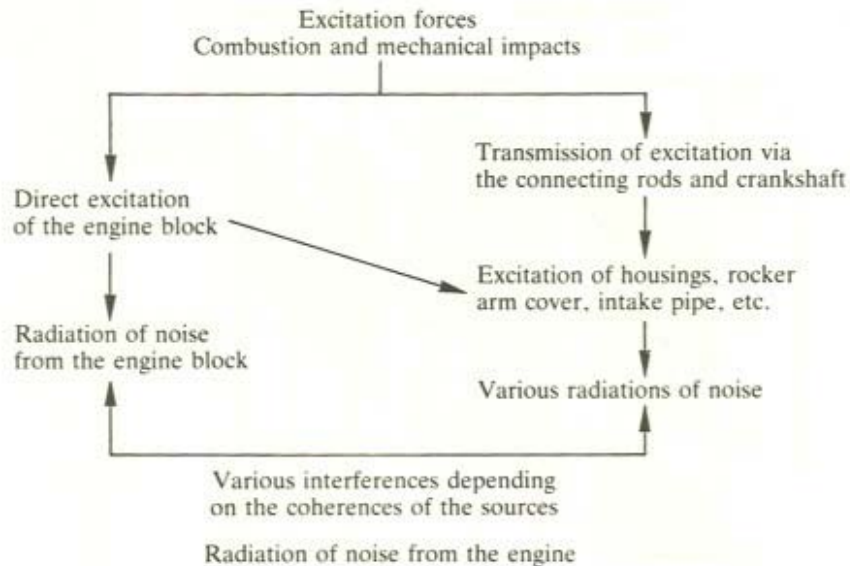 Excitation forces
Combustion and mechanical impacts
Transmission of excitation via
the connecting rods and crankshaft
Direct excitation
of the engine block
Excitation of housings, rocker
arm cover, intake pipe, etc.
Radiation of noise
from the engine block
Various radiations of noise
Various interferences depending
on the coherences of the sources
Radiation of noise from the engine